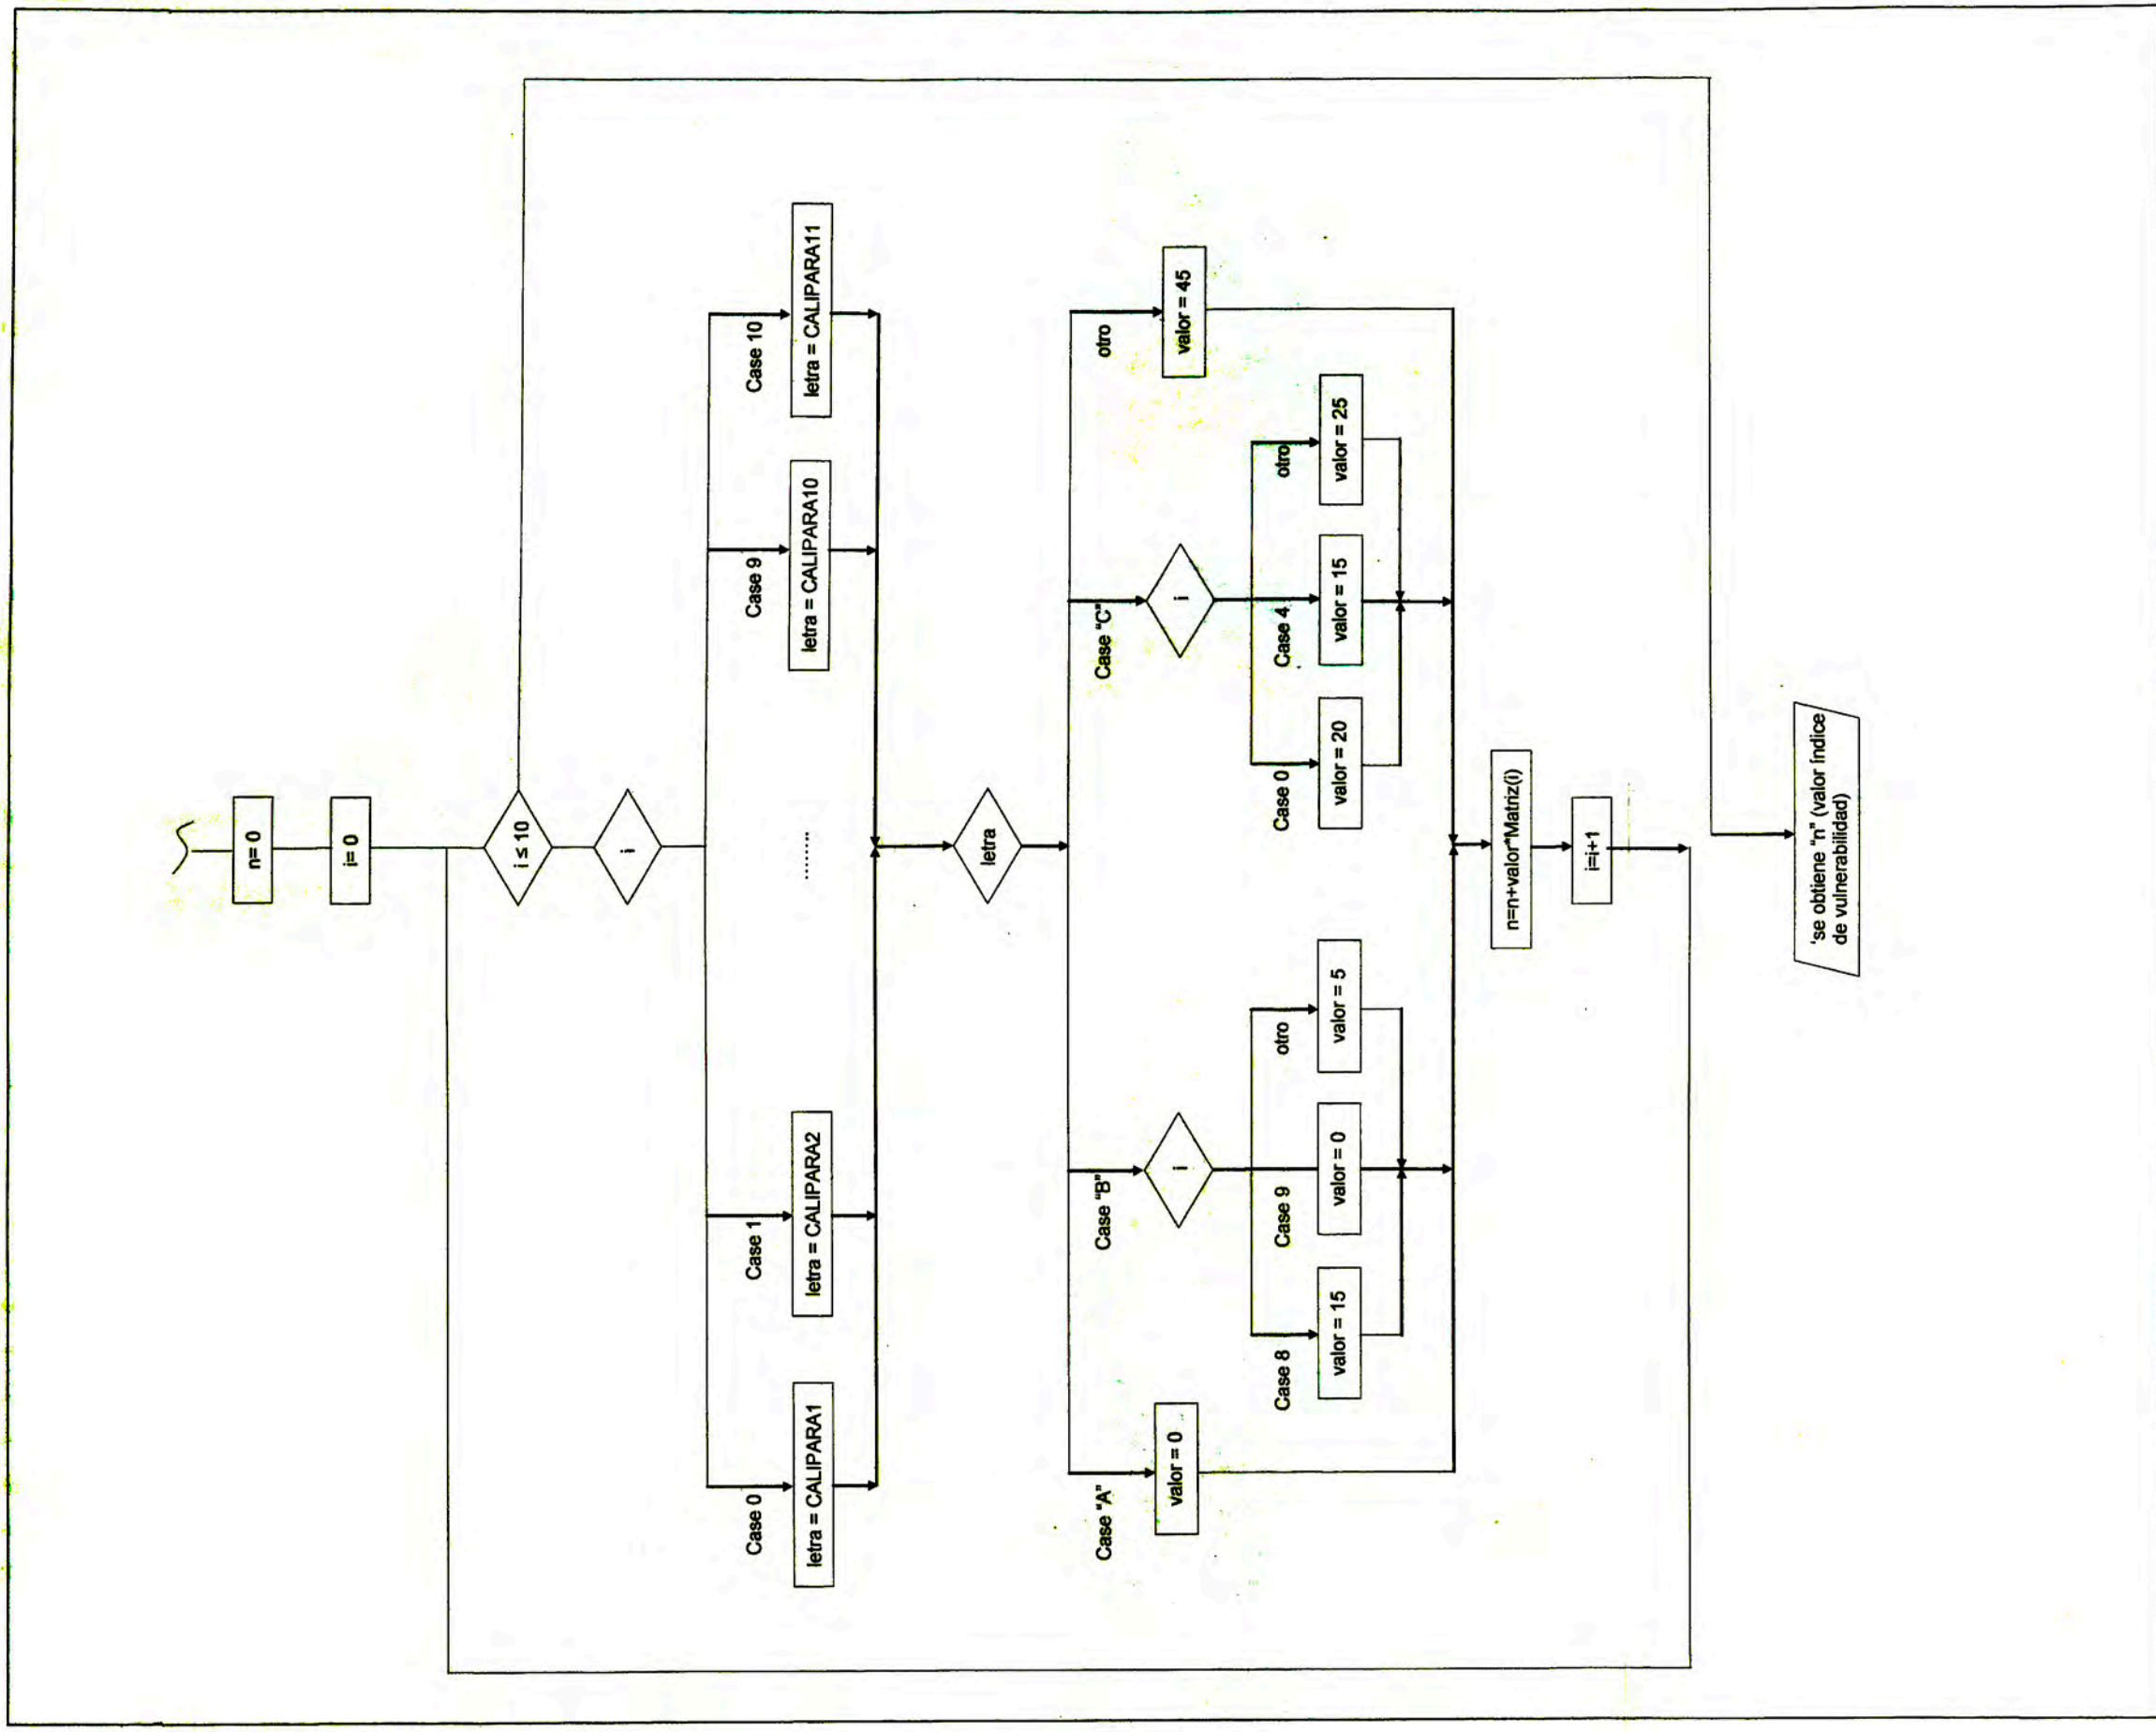 n= 0
i= 0
i ≤ 10
i
Case 0
Case 1
Case 9
Case 10
letra = CALIPARA1
letra = CALIPARA2
........
letra = CALIPARA10
letra = CALIPARA11
letra
Case "A"
Case "B"
Case "C"
otro
valor = 0
i
i
valor = 45
Case 8
Case 9
otro
Case 0
Case 4
otro
valor = 15
valor = 0
valor = 5
valor = 20
valor = 15
valor = 25
n=n+valor*Matriz(i)
i=i+1
'se obtiene "n" (valor índice
de vulnerabilidad)